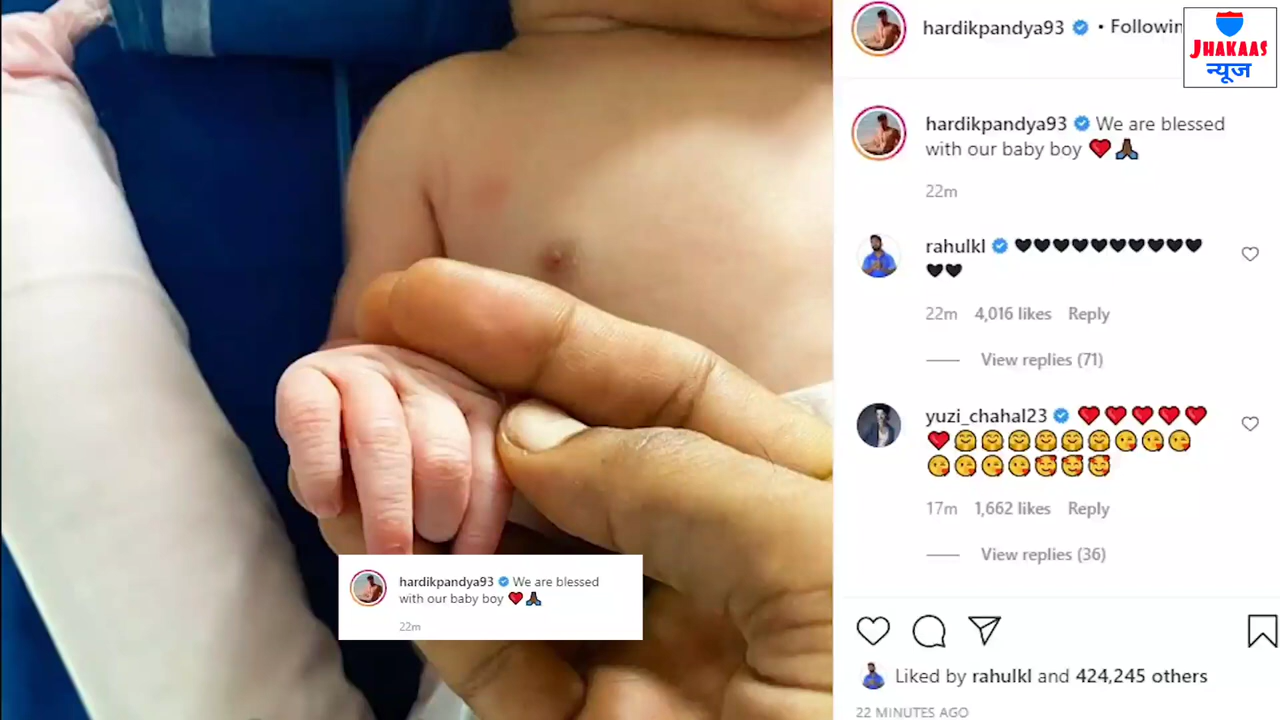 hardikpandya93 • Followin
JHAKAAS
न्यूज
hardikpandya93 We are blessed
with our baby boy ❤️🙏🏾
22m
rahulkl 🖤🖤🖤🖤🖤🖤🖤🖤🖤🖤
🖤🖤
22m 4,016 likes Reply
View replies (71)
yuzi_chahal23 ❤️❤️❤️❤️❤️
❤️🤗🤗🤗🤗🤗🤗😘😘😘
😘😘😘😘🥰🥰🥰
17m 1,662 likes Reply
View replies (36)
hardikpandya93 We are blessed
with our baby boy ❤️🙏🏾
22m
Liked by rahulkl and 424,245 others
22 MINUTES AGO